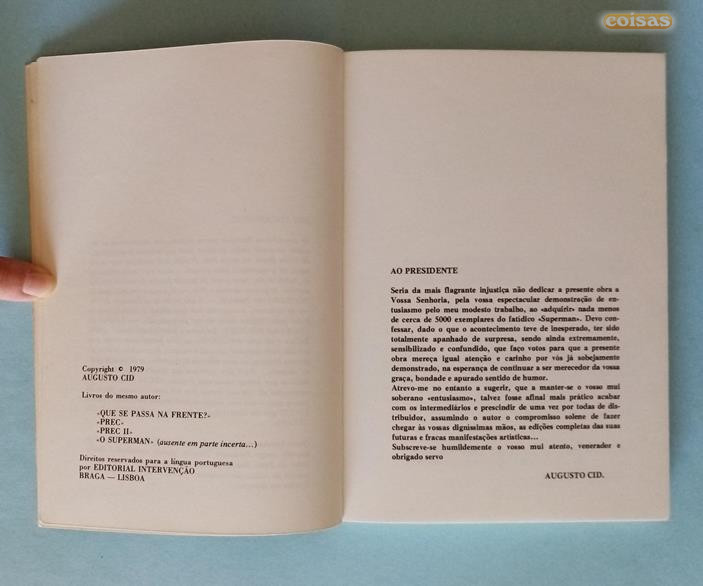 coisas
Copyright © 1979
AUGUSTO CID
Livros do mesmo autor:
«QUE SE PASSA NA FRENTE?»
«PREC»
«PREC II»
«O SUPERMAN» (ausente em parte incerta...)
Direitos reservados para a língua portuguesa
por EDITORIAL INTERVENÇÃO
BRAGA — LISBOA
AO PRESIDENTE
Seria da mais flagrante injustiça não dedicar a presente obra a
Vossa Senhoria, pela vossa espectacular demonstração de en-
tusiasmo pelo meu modesto trabalho, ao «adquirir» nada menos
de cerca de 5000 exemplares do fatídico «Superman». Devo con-
fessar, dado o que o acontecimento teve de inesperado, ter sido
totalmente apanhado de surpresa, sendo ainda extremamente,
sensibilizado e confundido, que faço votos para que a presente
obra mereça igual atenção e carinho por vós já sobejamente
demonstrado, na esperança de continuar a ser merecedor da vossa
graça, bondade e apurado sentido de humor.
Atrevo-me no entanto a sugerir, que a manter-se o vosso mui
soberano «entusiasmo», talvez fosse afinal mais prático acabar
com os intermediários e prescindir de uma vez por todas de dis-
tribuidor, assumindo o autor o compromisso solene de fazer
chegar às vossas digníssimas mãos, as edições completas das suas
futuras e fracas manifestações artísticas...
Subscreve-se humildemente o vosso mui atento, venerador e
obrigado servo
AUGUSTO CID.